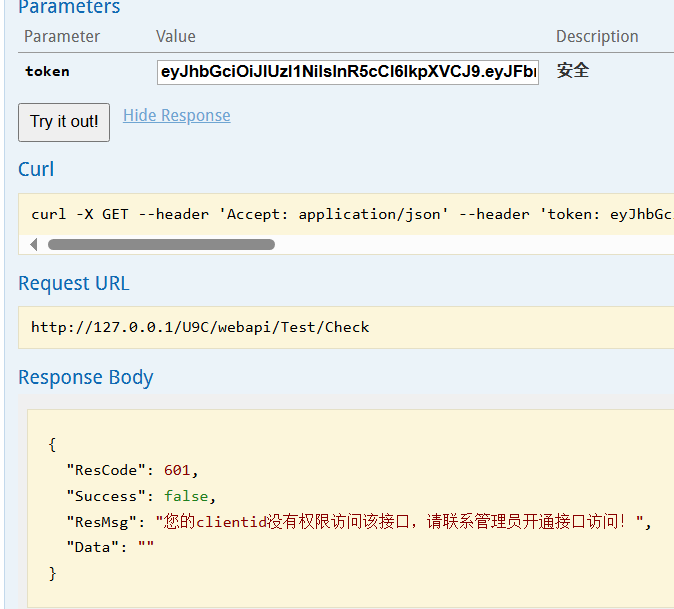 Parameters
Parameter Value Description
token eyJhbGciOiJIUzI1NiIsInR5cCI6IkpXVCJ9.eyJFb 安全
Try it out! Hide Response
Curl
curl -X GET --header 'Accept: application/json' --header 'token: eyJhbGc
Request URL
http://127.0.0.1/U9C/webapi/Test/Check
Response Body
{
"ResCode": 601,
"Success": false,
"ResMsg": "您的clientid没有权限访问该接口，请联系管理员开通接口访问！",
"Data": ""
}